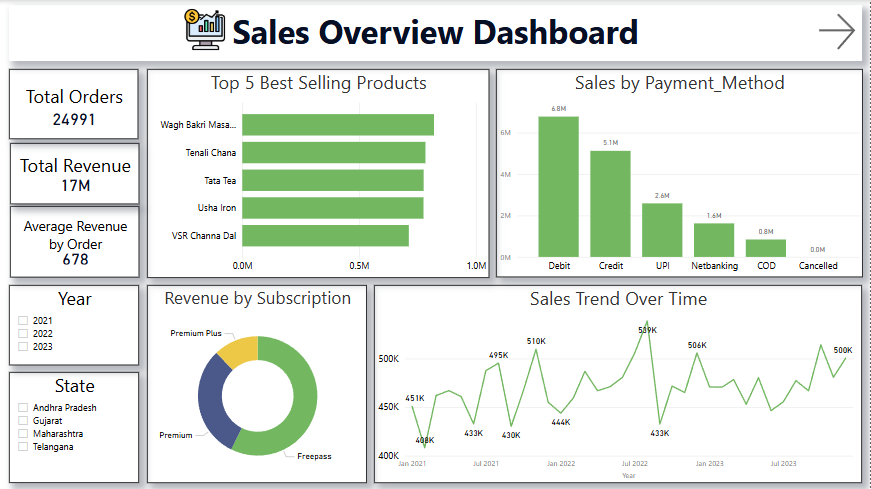 Sales Overview Dashboard
Total Orders
24991
Total Revenue
17M
Average Revenue
by Order
678
Top 5 Best Selling Products
Wagh Bakri Masa...
Tenali Chana
Tata Tea
Usha Iron
VSR Channa Dal
0.0M 0.5M 1.0M
Sales by Payment_Method
6M
4M
2M
0M
6.8M
5.1M
2.6M
1.6M
0.8M
0.0M
Debit Credit UPI Netbanking COD Cancelled
Year
2021
2022
2023
State
Andhra Pradesh
Gujarat
Maharashtra
Telangana
Revenue by Subscription
Premium Plus
Premium
Freepass
Sales Trend Over Time
500K
450K
400K
451K
408K
433K
495K
430K
510K
444K
539K
433K
506K
500K
Jan 2021 Jul 2021 Jan 2022 Jul 2022 Jan 2023 Jul 2023
Year